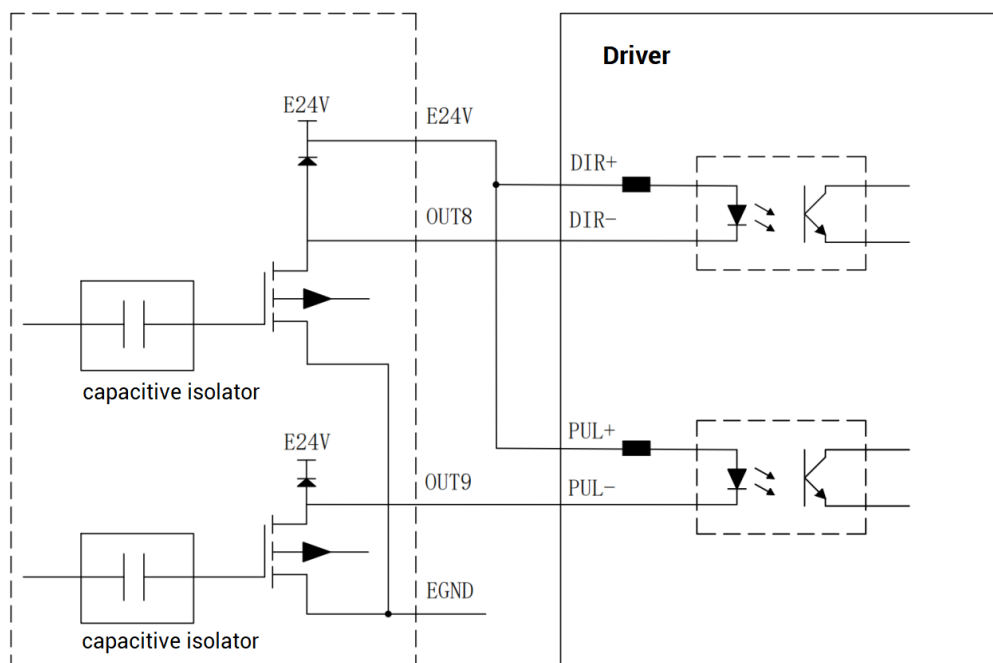 Driver
E24V
E24V
DIR+
OUT8
DIR-
capacitive isolator
E24V
PUL+
OUT9
PUL-
EGND
capacitive isolator